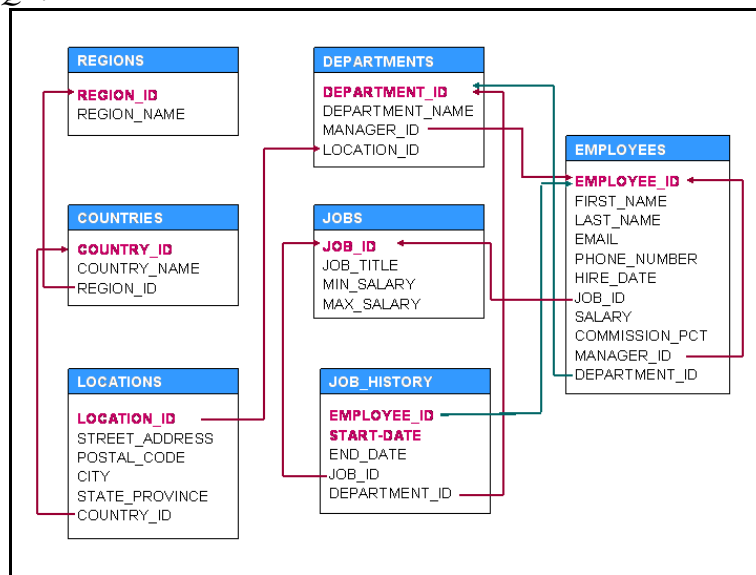 REGIONS
REGION_ID
REGION_NAME
DEPARTMENTS
DEPARTMENT_ID
DEPARTMENT_NAME
MANAGER_ID
LOCATION_ID
EMPLOYEES
EMPLOYEE_ID
FIRST_NAME
LAST_NAME
EMAIL
PHONE_NUMBER
HIRE_DATE
JOB_ID
SALARY
COMMISSION_PCT
MANAGER_ID
DEPARTMENT_ID
COUNTRIES
COUNTRY_ID
COUNTRY_NAME
REGION_ID
JOBS
JOB_ID
JOB_TITLE
MIN_SALARY
MAX_SALARY
LOCATIONS
LOCATION_ID
STREET_ADDRESS
POSTAL_CODE
CITY
STATE_PROVINCE
COUNTRY_ID
JOB_HISTORY
EMPLOYEE_ID
START-DATE
END_DATE
JOB_ID
DEPARTMENT_ID